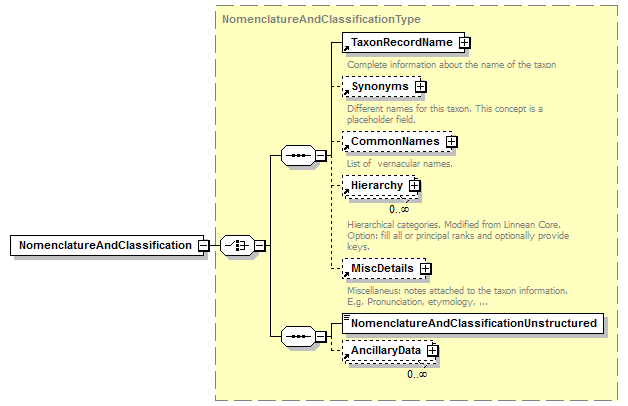 NomenclatureAndClassificationType
TaxonRecordName
Complete information about the name of the taxon
Synonyms
Different names for this taxon. This concept is a
placeholder field.
CommonNames
List of vernacular names.
Hierarchy
0..∞
Hierarchical categories. Modified from Linnean Core.
Option: fill all or principal ranks and optionally provide
keys.
NomenclatureAndClassification
MiscDetails
Miscellaneus: notes attached to the taxon information.
E.g. Pronunciation, etymology, ...
NomenclatureAndClassificationUnstructured
AncillaryData
0..∞